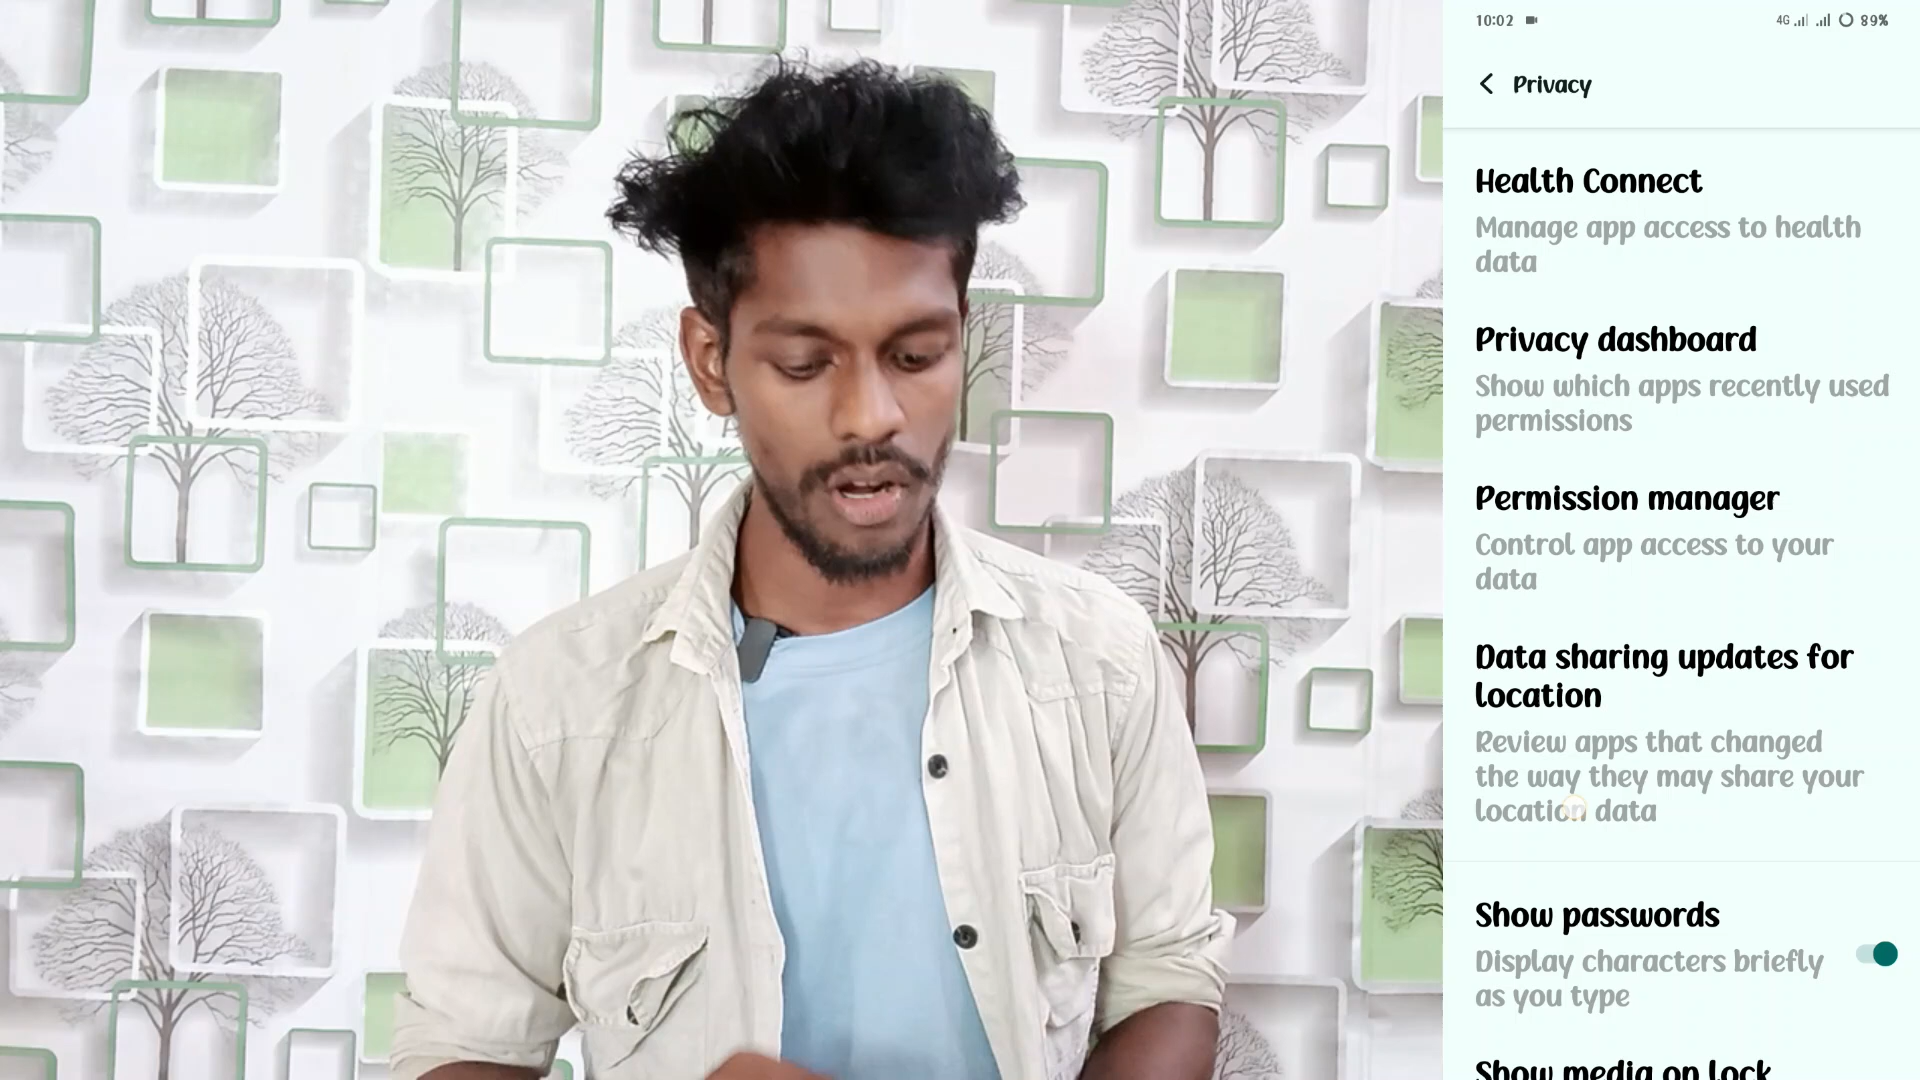 10:02 4G 89%
Privacy
Health Connect
Manage app access to health
data
Privacy dashboard
Show which apps recently used
permissions
Permission manager
Control app access to your
data
Data sharing updates for
location
Review apps that changed
the way they may share your
location data
Show passwords
Display characters briefly
as you type
Show media on lock